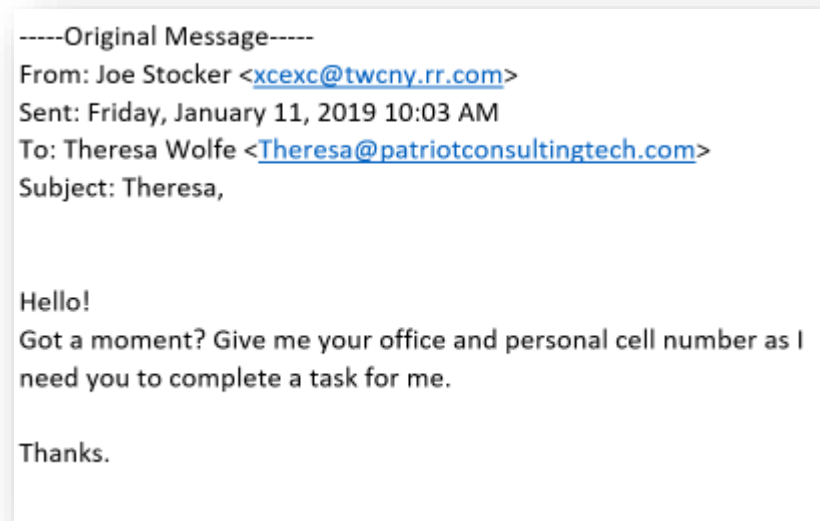 -----Original Message-----
From: Joe Stocker <xcexc@twcny.rr.com>
Sent: Friday, January 11, 2019 10:03 AM
To: Theresa Wolfe <Theresa@patriotconsultingtech.com>
Subject: Theresa,
Hello!
Got a moment? Give me your office and personal cell number as I
need you to complete a task for me.
Thanks.